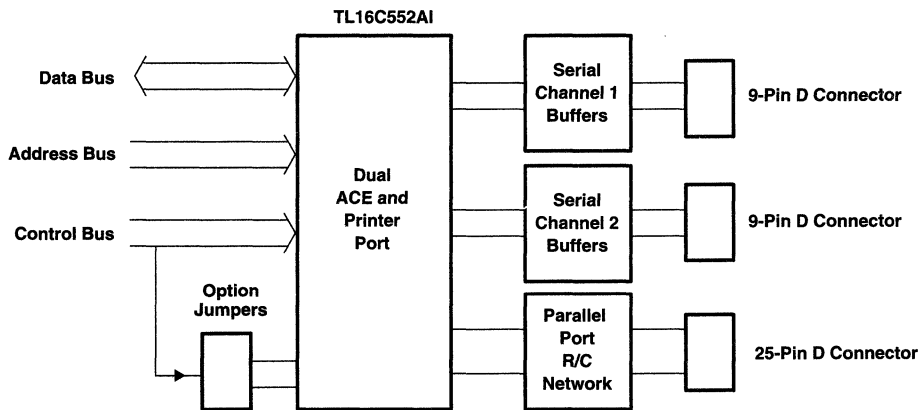 TL16C552AI
Data Bus
Address Bus
Control Bus
Option
Jumpers
Dual
ACE and
Printer
Port
Serial
Channel 1
Buffers
9-Pin D Connector
Serial
Channel 2
Buffers
9-Pin D Connector
Parallel
Port
R/C
Network
25-Pin D Connector